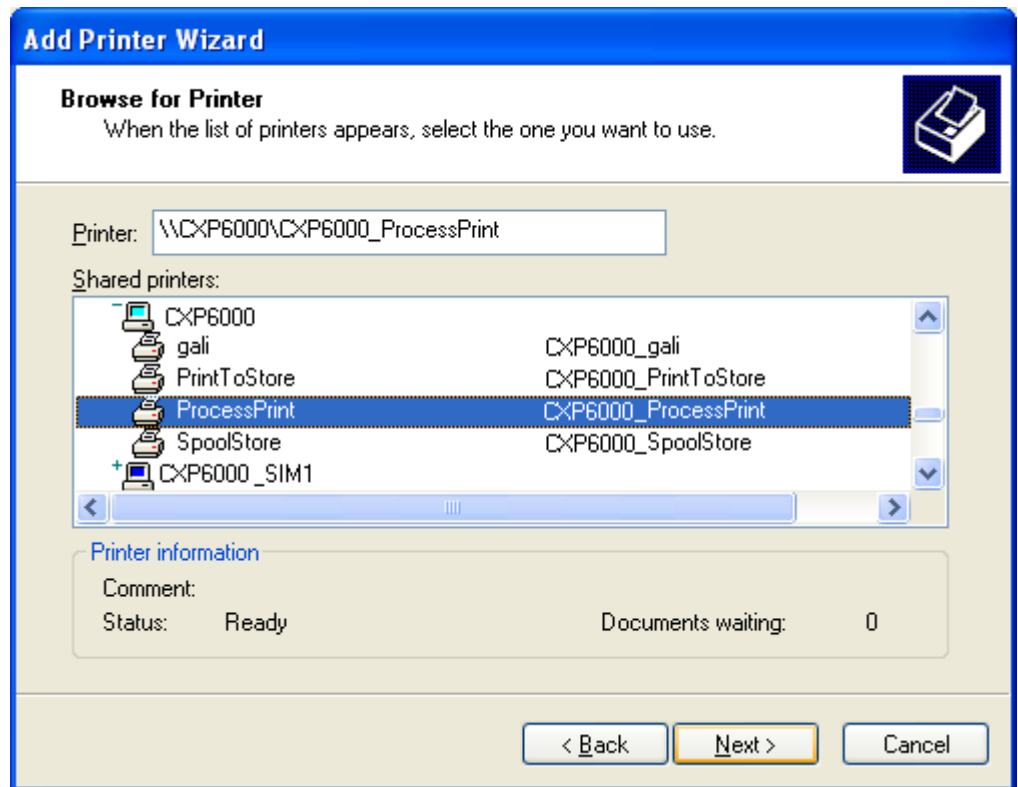 Add Printer Wizard
Browse for Printer
When the list of printers appears, select the one you want to use.
Printer: \\CXP6000\CXP6000_ProcessPrint
Shared printers:
CXP6000
gali CXP6000_gali
PrintToStore CXP6000_PrintToStore
ProcessPrint CXP6000_ProcessPrint
SpoolStore CXP6000_SpoolStore
CXP6000_SIM1
Printer information
Comment:
Status: Ready Documents waiting: 0
< Back Next > Cancel